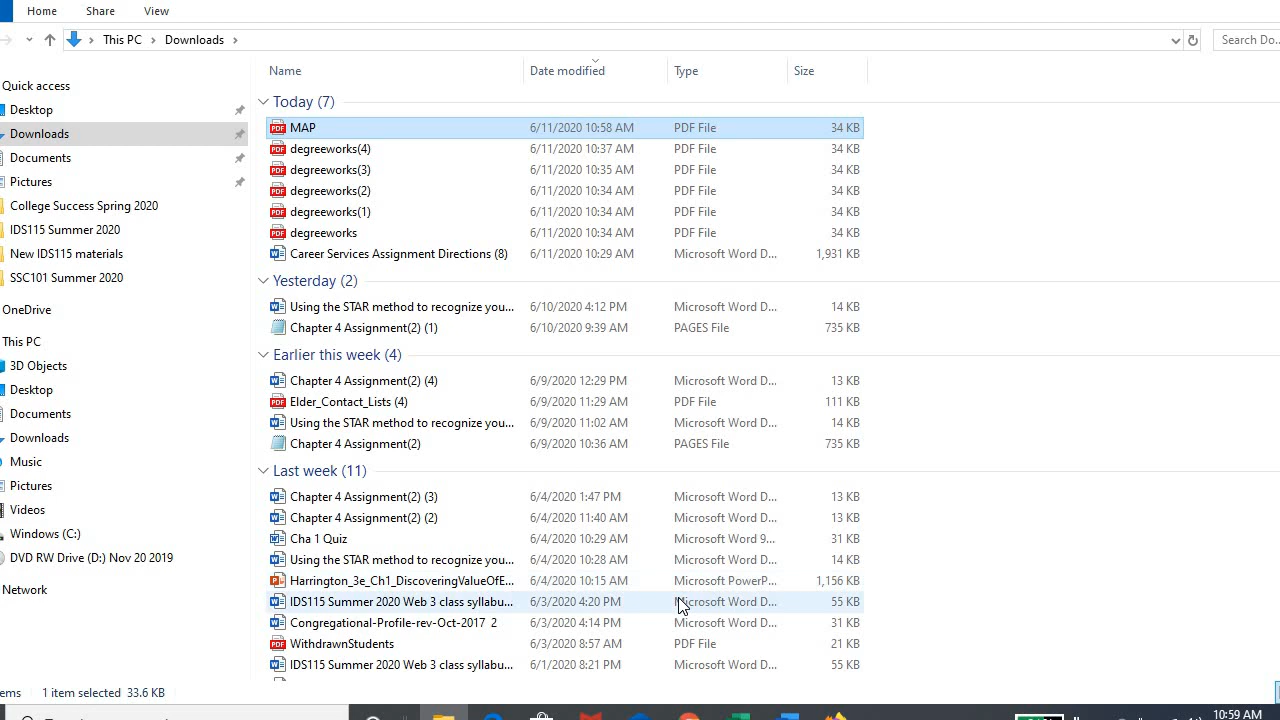 Home Share View
This PC Downloads Search Do...
Name Date modified Type Size
Quick access
Desktop
Downloads
Documents
Pictures
College Success Spring 2020
IDS115 Summer 2020
New IDS115 materials
SSC101 Summer 2020
OneDrive
This PC
3D Objects
Desktop
Documents
Downloads
Music
Pictures
Videos
Windows (C:)
DVD RW Drive (D:) Nov 20 2019
Network
Today (7)
MAP 6/11/2020 10:58 AM PDF File 34 KB
degreeworks(4) 6/11/2020 10:37 AM PDF File 34 KB
degreeworks(3) 6/11/2020 10:35 AM PDF File 34 KB
degreeworks(2) 6/11/2020 10:34 AM PDF File 34 KB
degreeworks(1) 6/11/2020 10:34 AM PDF File 34 KB
degreeworks 6/11/2020 10:34 AM PDF File 34 KB
Career Services Assignment Directions (8) 6/11/2020 10:29 AM Microsoft Word D... 1,931 KB
Yesterday (2)
Using the STAR method to recognize you... 6/10/2020 4:12 PM Microsoft Word D... 14 KB
Chapter 4 Assignment(2) (1) 6/10/2020 9:39 AM PAGES File 735 KB
Earlier this week (4)
Chapter 4 Assignment(2) (4) 6/9/2020 12:29 PM Microsoft Word D... 13 KB
Elder_Contact_Lists (4) 6/9/2020 11:29 AM PDF File 111 KB
Using the STAR method to recognize you... 6/9/2020 11:02 AM Microsoft Word D... 14 KB
Chapter 4 Assignment(2) 6/9/2020 10:36 AM PAGES File 735 KB
Last week (11)
Chapter 4 Assignment(2) (3) 6/4/2020 1:47 PM Microsoft Word D... 13 KB
Chapter 4 Assignment(2) (2) 6/4/2020 11:40 AM Microsoft Word D... 13 KB
Cha 1 Quiz 6/4/2020 10:29 AM Microsoft Word 9... 31 KB
Using the STAR method to recognize you... 6/4/2020 10:28 AM Microsoft Word D... 14 KB
Harrington_3e_Ch1_DiscoveringValueOfE... 6/4/2020 10:15 AM Microsoft PowerP... 1,156 KB
IDS115 Summer 2020 Web 3 class syllabu... 6/3/2020 4:20 PM Microsoft Word D... 55 KB
Congregational-Profile-rev-Oct-2017 2 6/3/2020 4:14 PM Microsoft Word D... 31 KB
WithdrawnStudents 6/3/2020 8:57 AM PDF File 21 KB
IDS115 Summer 2020 Web 3 class syllabu... 6/1/2020 8:21 PM Microsoft Word D... 55 KB
ems 1 item selected 33.6 KB
10:59 AM